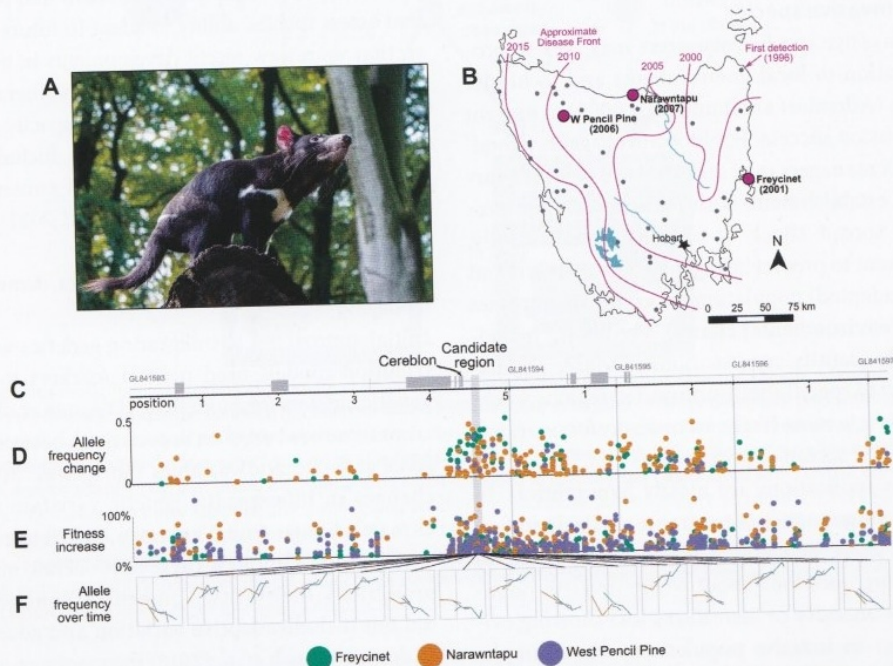 A
B
2015
Approximate
Disease Front
2010
2005
2000
First detection
(1996)
Narawntapu
(2007)
W Pencil Pine
(2006)
Freycinet
(2001)
Hobart
N
0 25 50 75 km
Cereblon
Candidate
region
C
GL841593
GL841594
GL841595
GL841596
position 1 2 3 4 5 1 1 1
D
Allele
frequency
change
0.5
0
E
Fitness
increase
100%
0%
F
Allele
frequency
over time
Freycinet
Narawntapu
West Pencil Pine